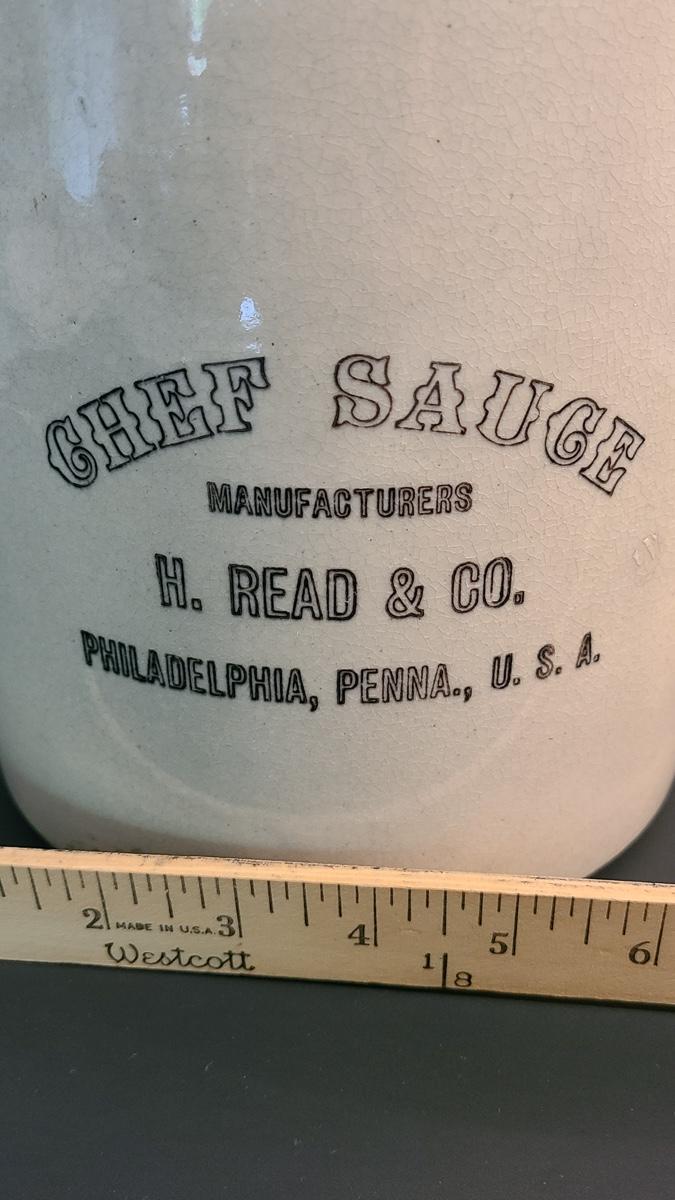 CHEF SAUCE
MANUFACTURERS
H. READ & CO.
PHILADELPHIA, PENNA., U. S. A.
2 MADE IN U.S.A. 3 4 5 6
Westcott 1 8